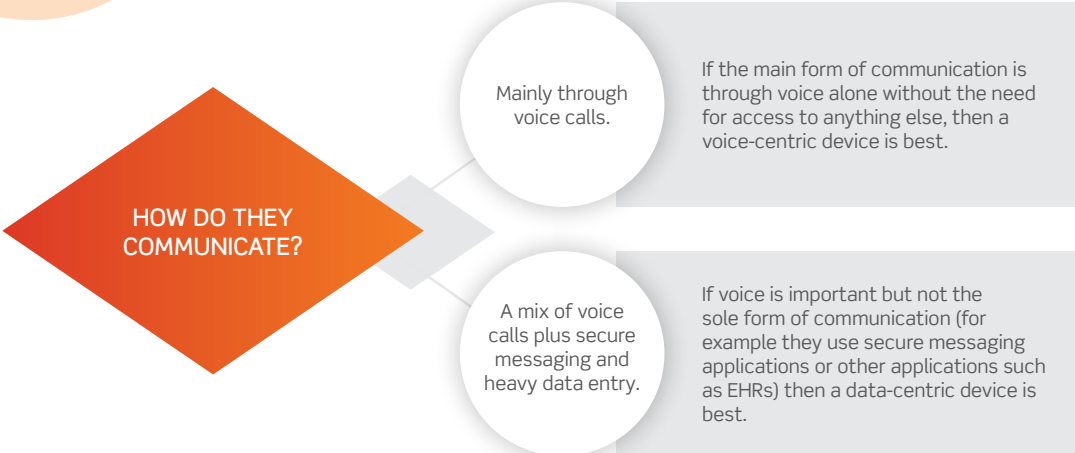 HOW DO THEY
COMMUNICATE?
Mainly through
voice calls.
If the main form of communication is
through voice alone without the need
for access to anything else, then a
voice-centric device is best.
A mix of voice
calls plus secure
messaging and
heavy data entry.
If voice is important but not the
sole form of communication (for
example they use secure messaging
applications or other applications such
as EHRs) then a data-centric device is
best.